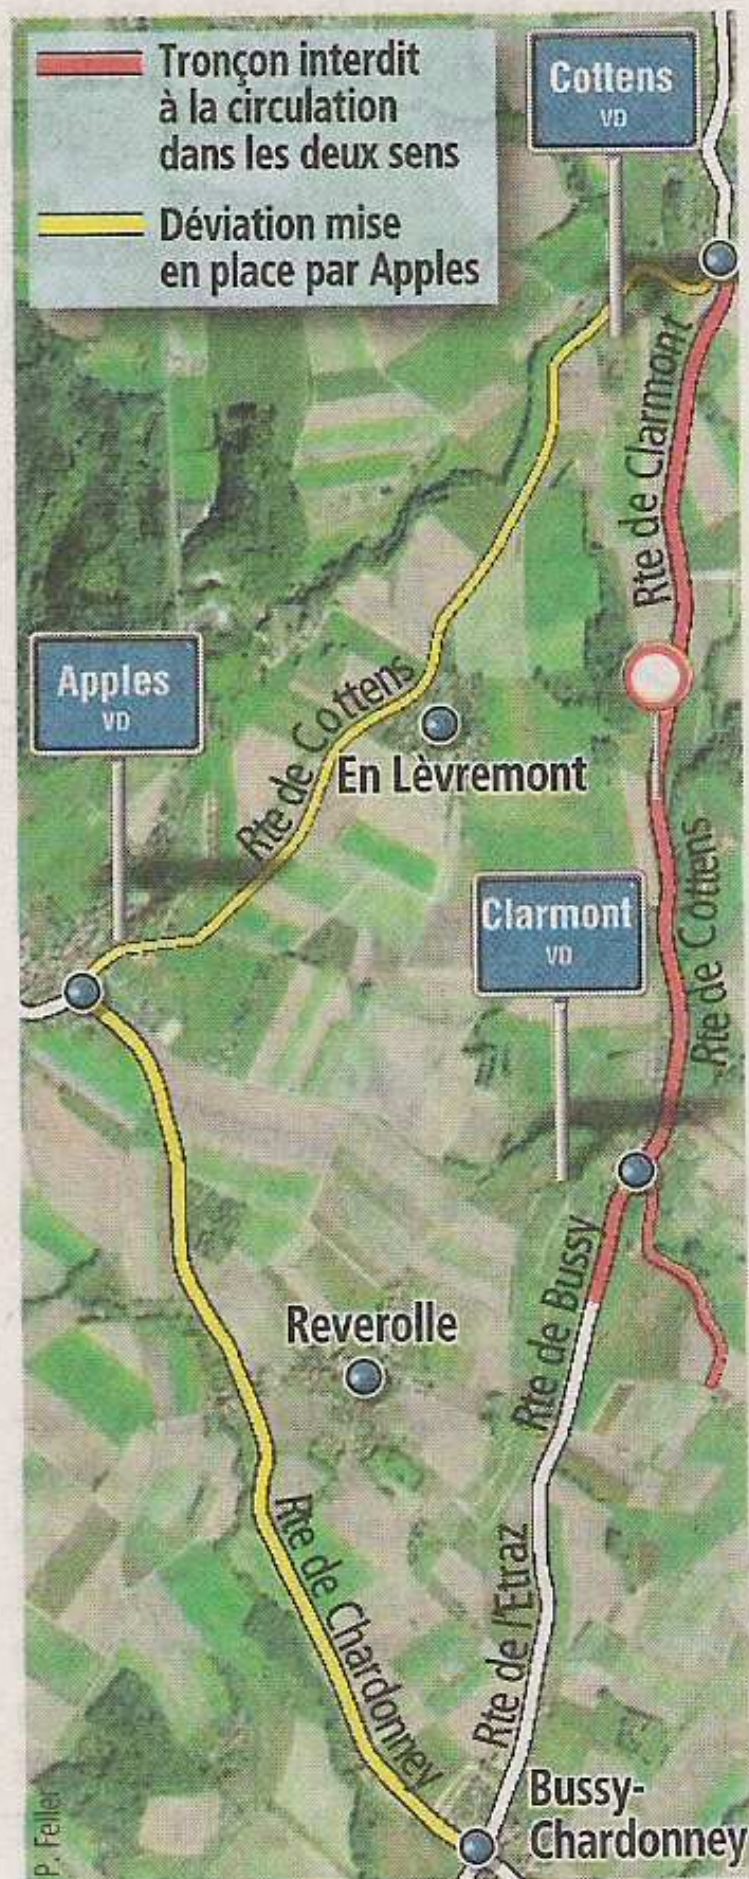 Tronçon interdit
à la circulation
dans les deux sens
Déviation mise
en place par Apples
Cottens
VD
Rte de Clarmont
Apples
VD
Rte de Cottens
En Lèvremont
Clarmont
VD
Rte de Cottens
Rte de Bussy
Reverolle
Rte de Chardonney
Rte de l'Etraz
Bussy-
Chardonney
P. Feller